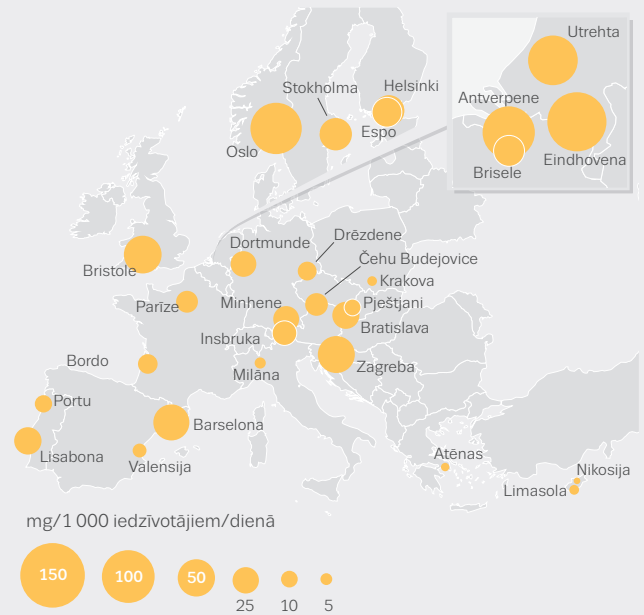 Utrehta
Stokholma
Helsinki
Antverpene
Espo
Oslo
Eindhovena
Brisele
Dortmunde
Drēzdene
Bristole
Čehu Budejovice
Krakova
Parīze
Minhene
Pještjani
Bratislava
Insbruka
Bordo
Milāna
Zagreba
Portu
Barselona
Lisabona
Valensija
Atēnas
Nikosija
Limasola
mg/1 000 iedzīvotājiem/dienā
150
100
50
25
10
5